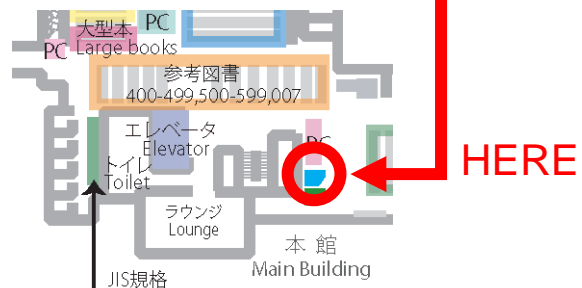 大型本
Large books
PC
PC
参考図書
400-499,500-599,007
エレベータ
Elevator
トイレ
Toilet
PC
HERE
ラウンジ
Lounge
本 館
Main Building
JIS規格